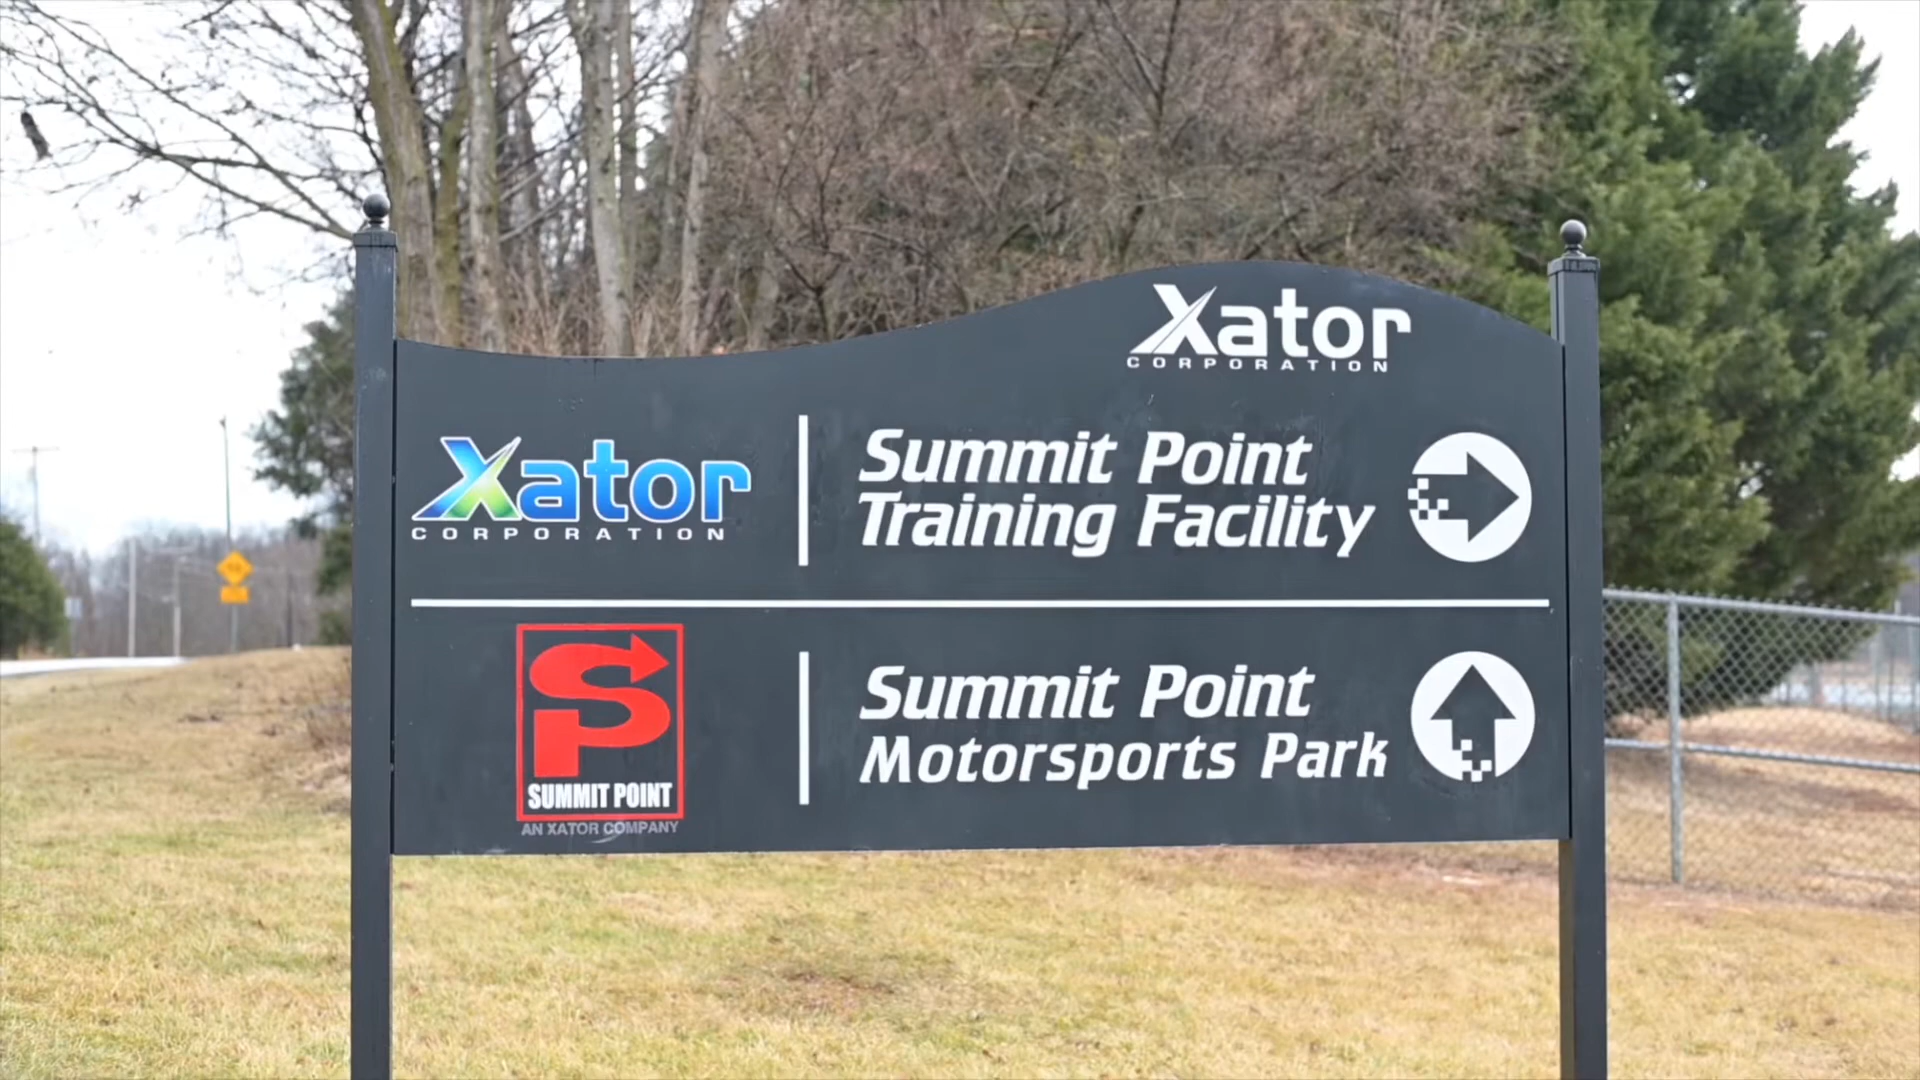 Xator
CORPORATION
Xator
CORPORATION
Summit Point
Training Facility
SUMMIT POINT
AN XATOR COMPANY
Summit Point
Motorsports Park